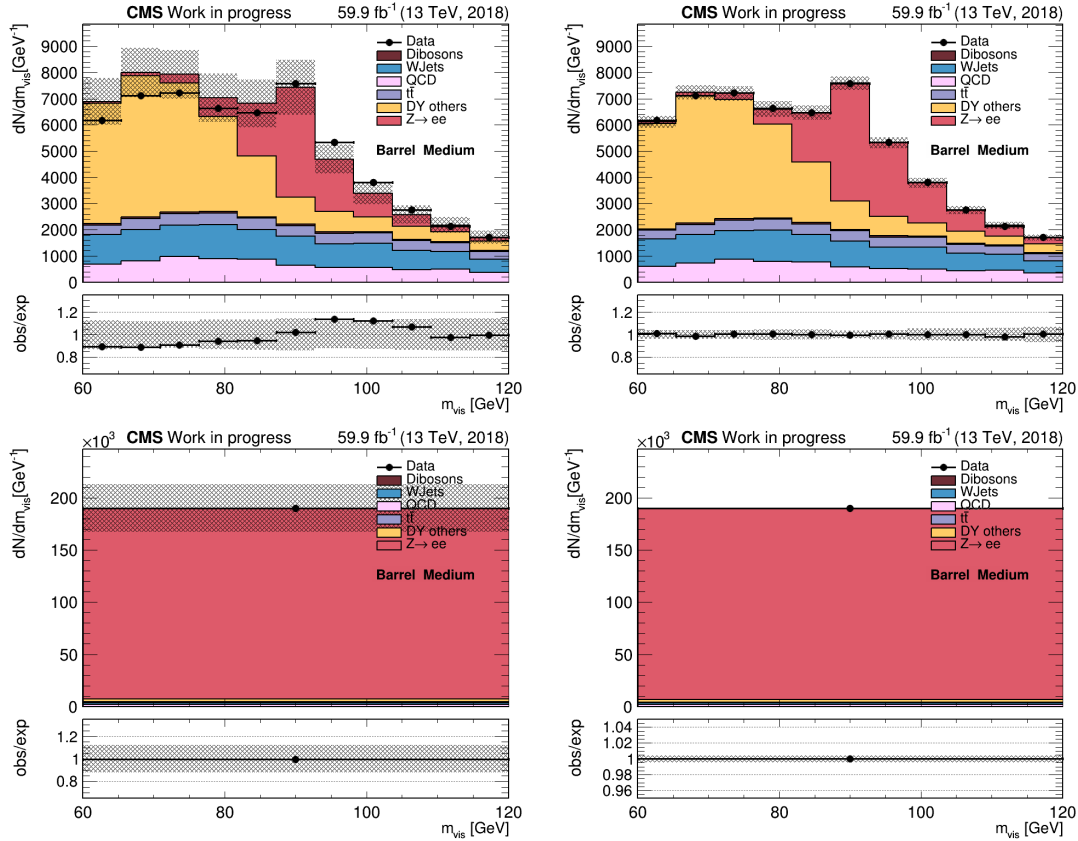 CMS Work in progress 59.9 fb-1 (13 TeV, 2018)
dN/dmvis[GeV-1]
9000
8000
7000
6000
5000
4000
3000
2000
1000
0
Data
Dibosons
WJets
QCD
tt̄
DY others
Z→ ee
Barrel Medium
obs/exp
1.2
1
0.8
60 80 100 120
mvis [GeV]
CMS Work in progress 59.9 fb-1 (13 TeV, 2018)
dN/dmvis[GeV-1]
9000
8000
7000
6000
5000
4000
3000
2000
1000
0
Data
Dibosons
WJets
QCD
tt̄
DY others
Z→ ee
Barrel Medium
obs/exp
1.2
1
0.8
60 80 100 120
mvis [GeV]
×10³ CMS Work in progress 59.9 fb-1 (13 TeV, 2018)
dN/dmvis[GeV-1]
200
150
100
50
0
Data
Dibosons
WJets
QCD
tt̄
DY others
Z→ ee
Barrel Medium
obs/exp
1.2
1
0.8
60 80 100 120
mvis [GeV]
×10³ CMS Work in progress 59.9 fb-1 (13 TeV, 2018)
dN/dmvis[GeV-1]
200
150
100
50
0
Data
Dibosons
WJets
QCD
tt̄
DY others
Z→ ee
Barrel Medium
obs/exp
1.04
1.02
1
0.98
0.96
60 80 100 120
mvis [GeV]